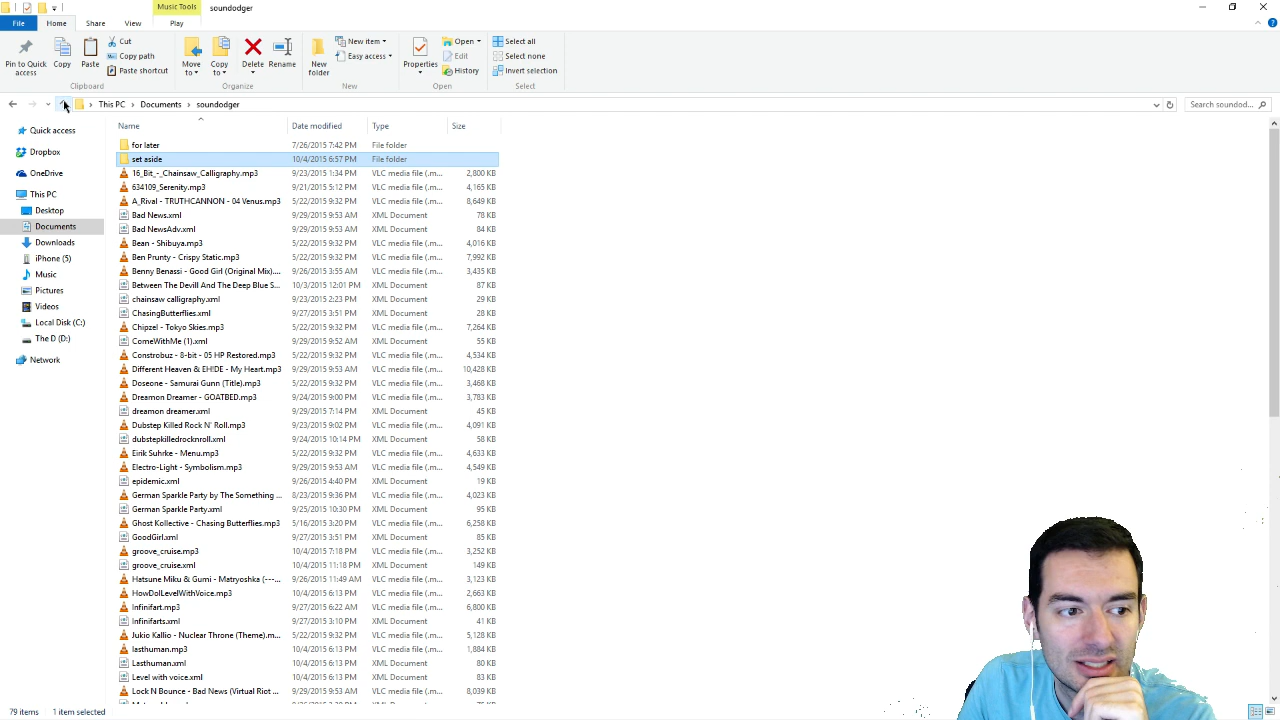 Music Tools
soundodger
File
Home
Share
View
Play
Pin to Quick access
Copy
Paste
Cut
Copy path
Paste shortcut
Clipboard
Move to
Copy to
Delete
Rename
Organize
New folder
New item
Easy access
New
Properties
Open
Edit
History
Open
Select all
Select none
Invert selection
Select
This PC > Documents > soundodger
Search soundod...
Quick access
Dropbox
OneDrive
This PC
Desktop
Documents
Downloads
iPhone (5)
Music
Pictures
Videos
Local Disk (C:)
The D (D:)
Network
Name Date modified Type Size
for later 7/26/2015 7:42 PM File folder
set aside 10/4/2015 6:57 PM File folder
16_Bit_-_Chainsaw_Calligraphy.mp3 9/23/2015 1:34 PM VLC media file (.m... 2,800 KB
634109_Serenity.mp3 9/21/2015 5:12 PM VLC media file (.m... 4,165 KB
A_Rival - TRUTHCANNON - 04 Venus.mp3 5/22/2015 9:32 PM VLC media file (.m... 8,649 KB
Bad News.xml 9/29/2015 9:53 AM XML Document 78 KB
Bad NewsAdv.xml 9/29/2015 9:53 AM XML Document 84 KB
Bean - Shibuya.mp3 5/22/2015 9:32 PM VLC media file (.m... 4,016 KB
Ben Prunty - Crispy Static.mp3 5/22/2015 9:32 PM VLC media file (.m... 7,992 KB
Benny Benassi - Good Girl (Original Mix).... 9/26/2015 3:55 AM VLC media file (.m... 3,435 KB
Between The Devill And The Deep Blue S... 10/3/2015 12:01 PM XML Document 87 KB
chainsaw calligraphy.xml 9/23/2015 2:23 PM XML Document 29 KB
ChasingButterflies.xml 9/27/2015 3:51 PM XML Document 28 KB
Chipzel - Tokyo Skies.mp3 5/22/2015 9:32 PM VLC media file (.m... 7,264 KB
ComeWithMe (1).xml 9/29/2015 9:52 AM XML Document 55 KB
Constrobuz - 8-bit - 05 HP Restored.mp3 5/22/2015 9:32 PM VLC media file (.m... 4,534 KB
Different Heaven & EH!DE - My Heart.mp3 9/29/2015 9:53 AM VLC media file (.m... 10,428 KB
Doseone - Samurai Gunn (Title).mp3 5/22/2015 9:32 PM VLC media file (.m... 3,468 KB
Dreamon Dreamer - GOATBED.mp3 9/24/2015 9:00 PM VLC media file (.m... 3,783 KB
dreamon dreamer.xml 9/29/2015 7:14 PM XML Document 45 KB
Dubstep Killed Rock N' Roll.mp3 9/23/2015 9:02 PM VLC media file (.m... 4,091 KB
dubstepkilledrocknroll.xml 9/24/2015 10:14 PM XML Document 58 KB
Eirik Suhrke - Menu.mp3 5/22/2015 9:32 PM VLC media file (.m... 4,633 KB
Electro-Light - Symbolism.mp3 9/29/2015 9:53 AM VLC media file (.m... 4,549 KB
epidemic.xml 9/26/2015 4:40 PM XML Document 19 KB
German Sparkle Party by The Something ... 8/23/2015 9:36 PM VLC media file (.m... 4,023 KB
German Sparkle Party.xml 9/25/2015 10:30 PM XML Document 95 KB
Ghost Kollective - Chasing Butterflies.mp3 5/16/2015 3:20 PM VLC media file (.m... 6,258 KB
GoodGirl.xml 9/27/2015 3:51 PM XML Document 85 KB
groove_cruise.mp3 10/4/2015 7:18 PM VLC media file (.m... 3,252 KB
groove_cruise.xml 10/4/2015 11:18 PM XML Document 149 KB
Hatsune Miku & Gumi - Matryoshka (---... 9/26/2015 11:49 AM VLC media file (.m... 3,123 KB
HowDoILevelWithVoice.mp3 10/4/2015 6:13 PM VLC media file (.m... 2,663 KB
Infinifart.mp3 9/27/2015 6:22 AM VLC media file (.m... 6,800 KB
Infinifarts.xml 9/27/2015 3:10 PM XML Document 41 KB
Jukio Kallio - Nuclear Throne (Theme).m... 5/22/2015 9:32 PM VLC media file (.m... 5,128 KB
lasthuman.mp3 10/4/2015 6:13 PM VLC media file (.m... 1,884 KB
Lasthuman.xml 10/4/2015 6:13 PM XML Document 80 KB
Level with voice.xml 10/4/2015 6:13 PM XML Document 83 KB
Lock N Bounce - Bad News (Virtual Riot ... 9/29/2015 9:53 AM VLC media file (.m... 8,039 KB
79 items 1 item selected